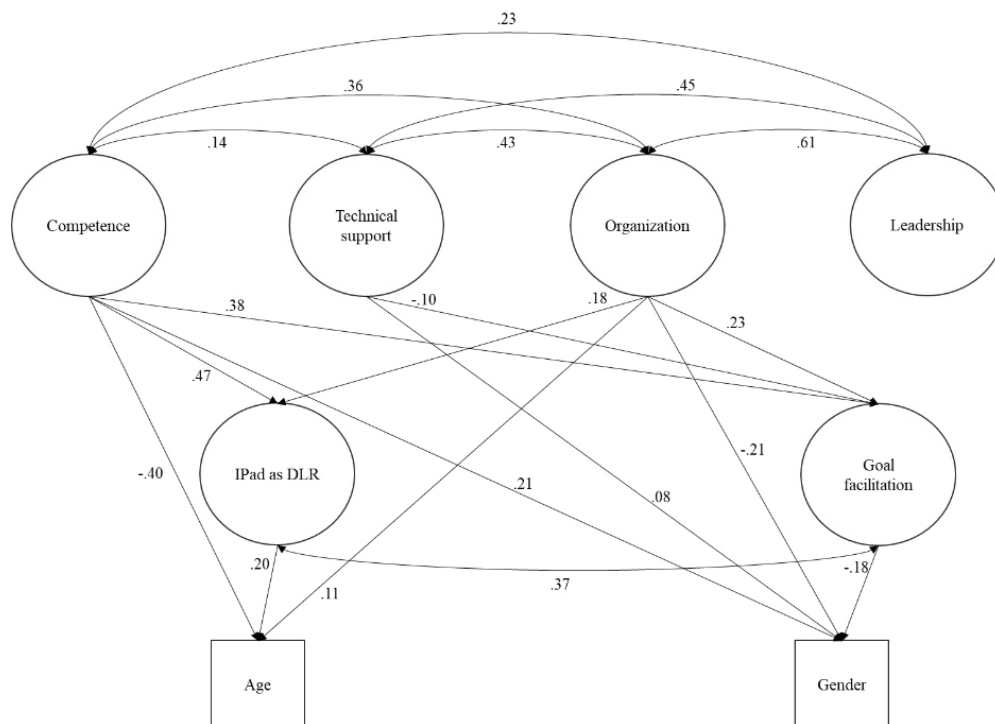 .23
.36
.45
.14
.43
.61
Competence
Technical
support
Organization
Leadership
.38
-.10
.18
.23
.47
-.40
IPad as DLR
.21
.08
-.21
Goal
facilitation
.20
.11
.37
-.18
Age
Gender